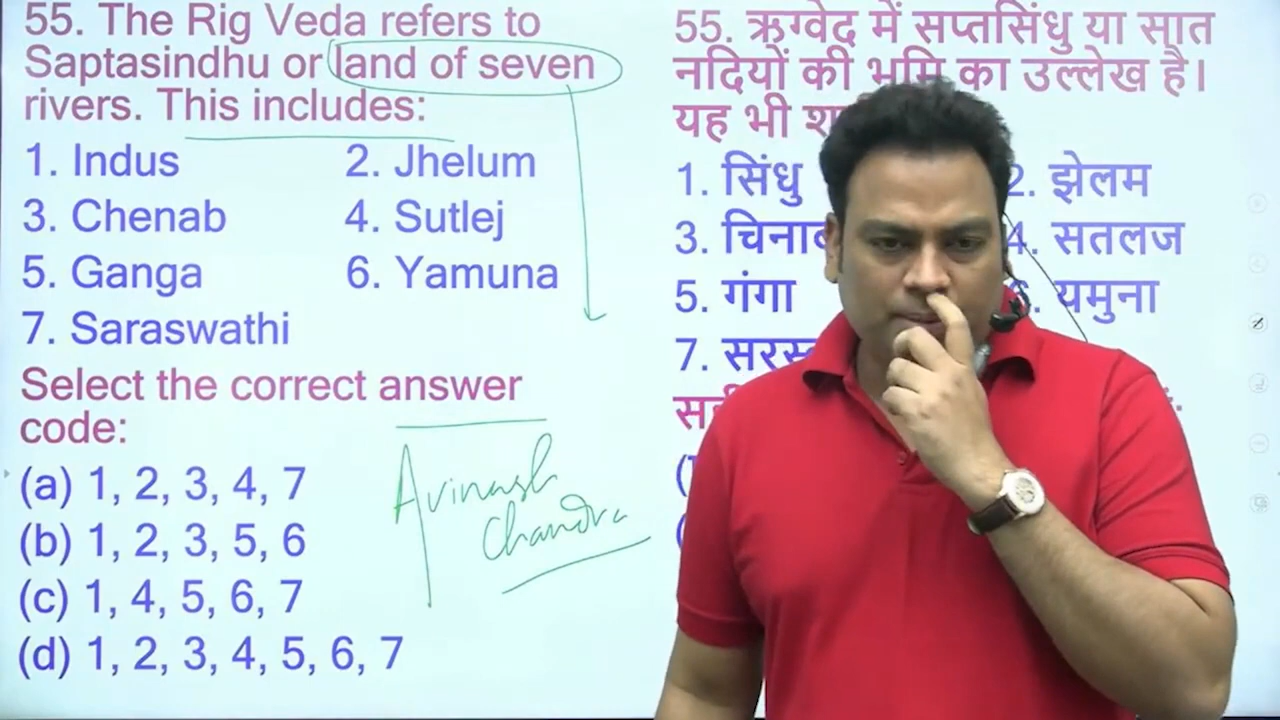 55. The Rig Veda refers to
Saptasindhu or land of seven
rivers. This includes:
1. Indus 2. Jhelum
3. Chenab 4. Sutlej
5. Ganga 6. Yamuna
7. Saraswathi
Select the correct answer
code:
(a) 1, 2, 3, 4, 7
(b) 1, 2, 3, 5, 6
(c) 1, 4, 5, 6, 7
(d) 1, 2, 3, 4, 5, 6, 7
Avinash
Chandra
55. ऋग्वेद में सप्तसिंधु या सात
नदियों की भूमि का उल्लेख है।
यह भी
1. सिंधु 2. झेलम
3. 4. सतलज
5. गंगा 6. यमुना
7.